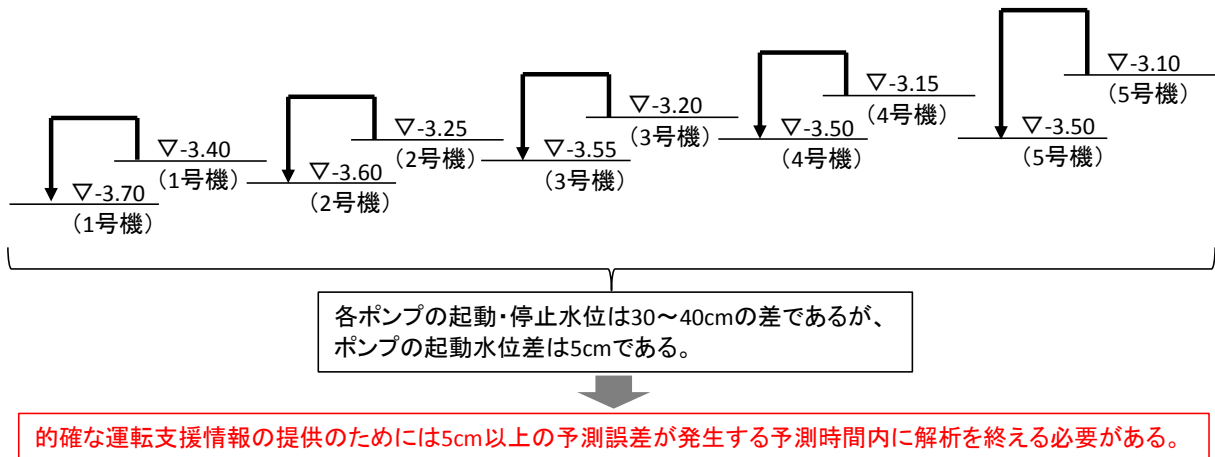 ▽-3.40
(1号機)
▽-3.70
(1号機)
▽-3.25
(2号機)
▽-3.60
(2号機)
▽-3.20
(3号機)
▽-3.55
(3号機)
▽-3.15
(4号機)
▽-3.50
(4号機)
▽-3.10
(5号機)
▽-3.50
(5号機)
各ポンプの起動・停止水位は30～40cmの差であるが、
ポンプの起動水位差は5cmである。
的確な運転支援情報の提供のためには5cm以上の予測誤差が発生する予測時間内に解析を終える必要がある。